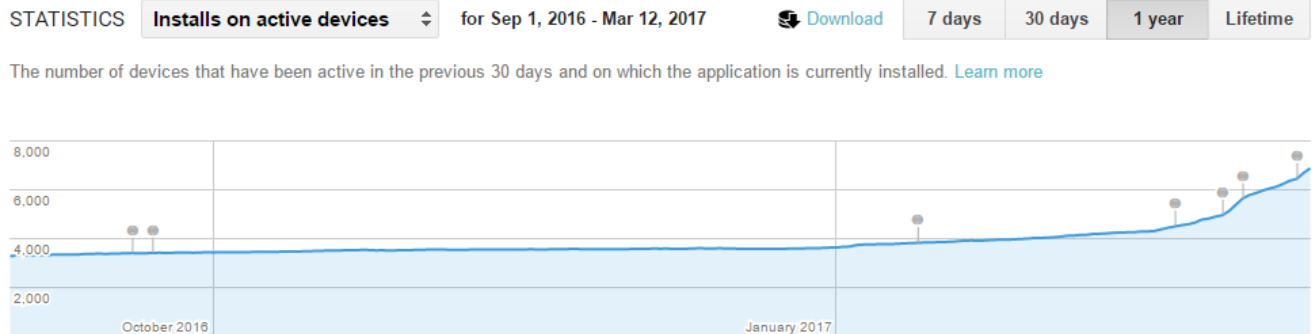 STATISTICS Installs on active devices for Sep 1, 2016 - Mar 12, 2017 Download 7 days 30 days 1 year Lifetime
The number of devices that have been active in the previous 30 days and on which the application is currently installed. Learn more
8,000
6,000
4,000
2,000
October 2016 January 2017